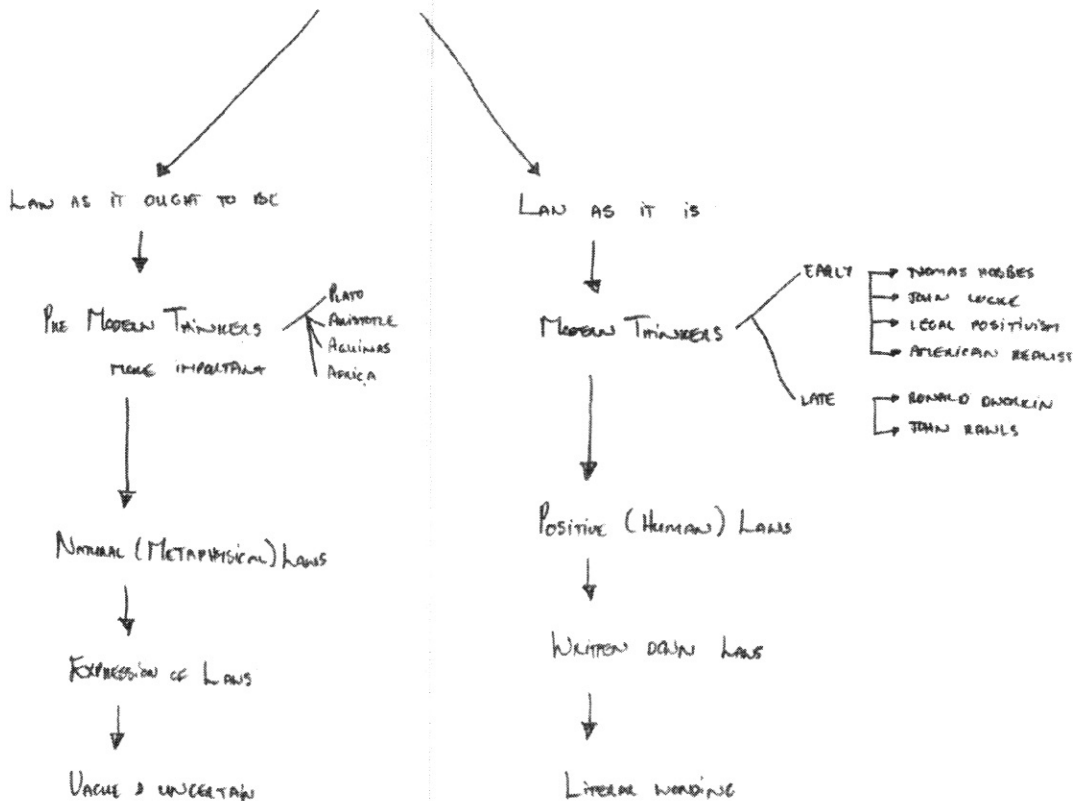 LAW AS IT OUGHT TO BE
LAW AS IT IS
PRE MODERN THINKERS
MORE IMPORTANT
PLATO
ARISTOTLE
AQUINAS
AFRICA
MODERN THINKERS
EARLY
THOMAS HOBBES
JOHN LOCKE
LEGAL POSITIVISM
AMERICAN REALIST
LATE
RONALD DWORKIN
JOHN RAWLS
NATURAL (METAPHYSICAL) LAWS
POSITIVE (HUMAN) LAWS
EXPRESSION OF LAWS
WRITTEN DOWN LAWS
VAGUE & UNCERTAIN
LITERAL WORDING